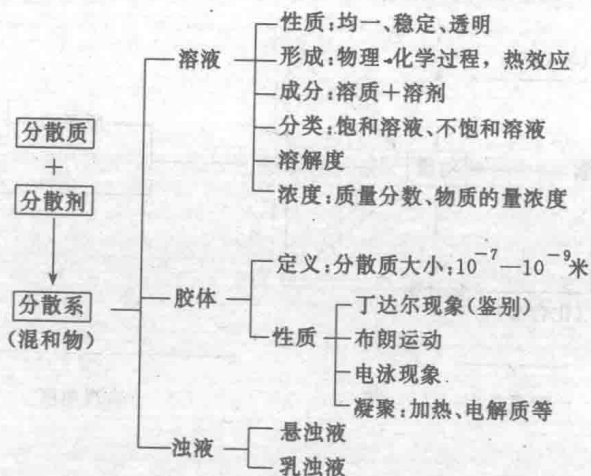 性质:均一、稳定、透明
溶液
形成:物理-化学过程,热效应
成分:溶质+溶剂
分类:饱和溶液、不饱和溶液
溶解度
浓度:质量分数、物质的量浓度
分散质
+
分散剂
分散系
(混和物)
胶体
定义:分散质大小,10⁻⁷—10⁻⁹米
性质
丁达尔现象(鉴别)
布朗运动
电泳现象
凝聚:加热、电解质等
浊液
悬浊液
乳浊液